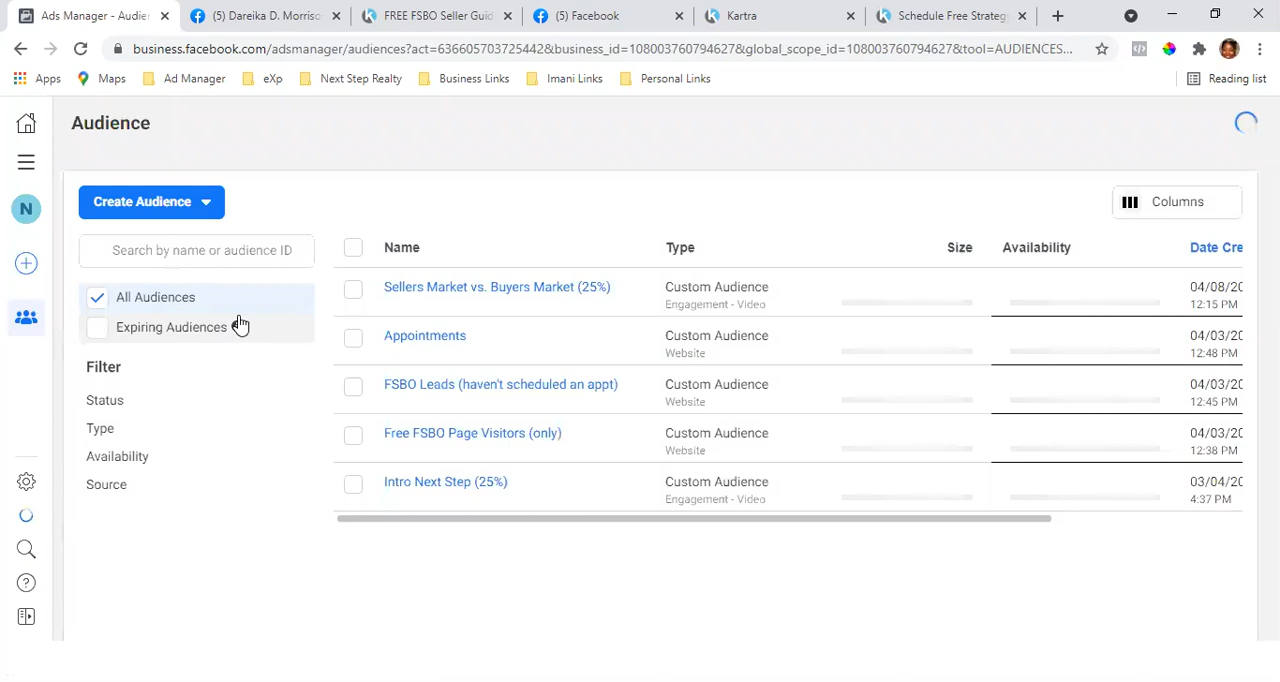 Ads Manager - Audie
(5) Dareika D. Morriso
FREE FSBO Seller Guid
(5) Facebook
Kartra
Schedule Free Strateg
business.facebook.com/adsmanager/audiences?act=636605703725442&business_id=1080037607946​27&global_scope_id=108003760794627&tool=AUDIENCES...
Apps
Maps
Ad Manager
eXp
Next Step Realty
Business Links
Imani Links
Personal Links
Reading list
Audience
N
Create Audience
Columns
Search by name or audience ID
Name
Type
Size
Availability
Date Cre
All Audiences
Expiring Audiences
Filter
Status
Type
Availability
Source
Sellers Market vs. Buyers Market (25%)
Custom Audience
Engagement - Video
04/08/20
12:15 PM
Appointments
Custom Audience
Website
04/03/20
12:48 PM
FSBO Leads (haven't scheduled an appt)
Custom Audience
Website
04/03/20
12:45 PM
Free FSBO Page Visitors (only)
Custom Audience
Website
04/03/20
12:38 PM
Intro Next Step (25%)
Custom Audience
Engagement - Video
03/04/20
4:37 PM